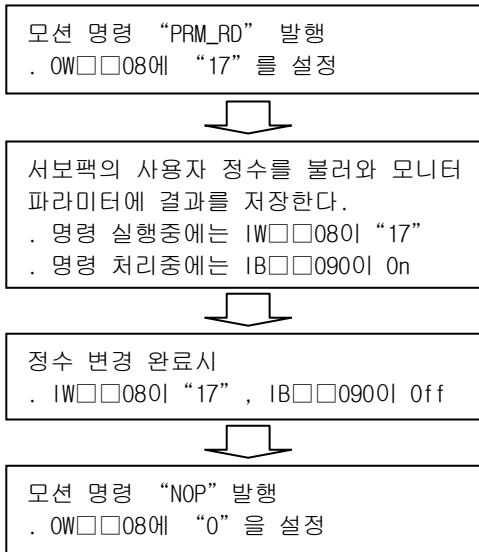 모션 명령 “PRM_RD” 발행
. OW□□08에 “17”를 설정
서보팩의 사용자 정수를 불러와 모니터
파라미터에 결과를 저장한다.
. 명령 실행중에는 IW□□08이 “17”
. 명령 처리중에는 IB□□090이 On
정수 변경 완료시
. IW□□08이 “17”, IB□□090이 Off
모션 명령 “NOP”발행
. OW□□08에 “0”을 설정